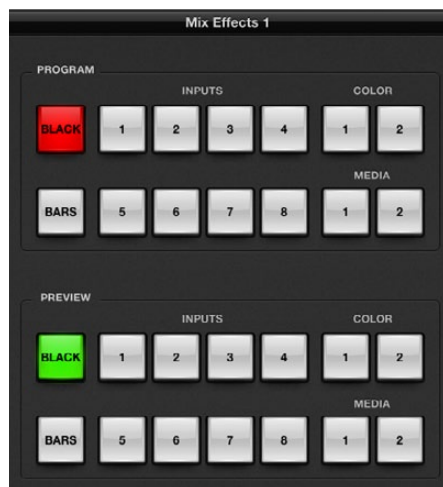 Mix Effects 1
PROGRAM
INPUTS COLOR
BLACK 1 2 3 4 1 2
MEDIA
BARS 5 6 7 8 1 2
PREVIEW
INPUTS COLOR
BLACK 1 2 3 4 1 2
MEDIA
BARS 5 6 7 8 1 2